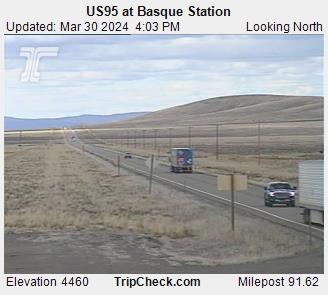 US95 at Basque Station
Updated: Mar 30 2024 4:03 PM Looking North
Elevation 4460 TripCheck.com Milepost 91.62